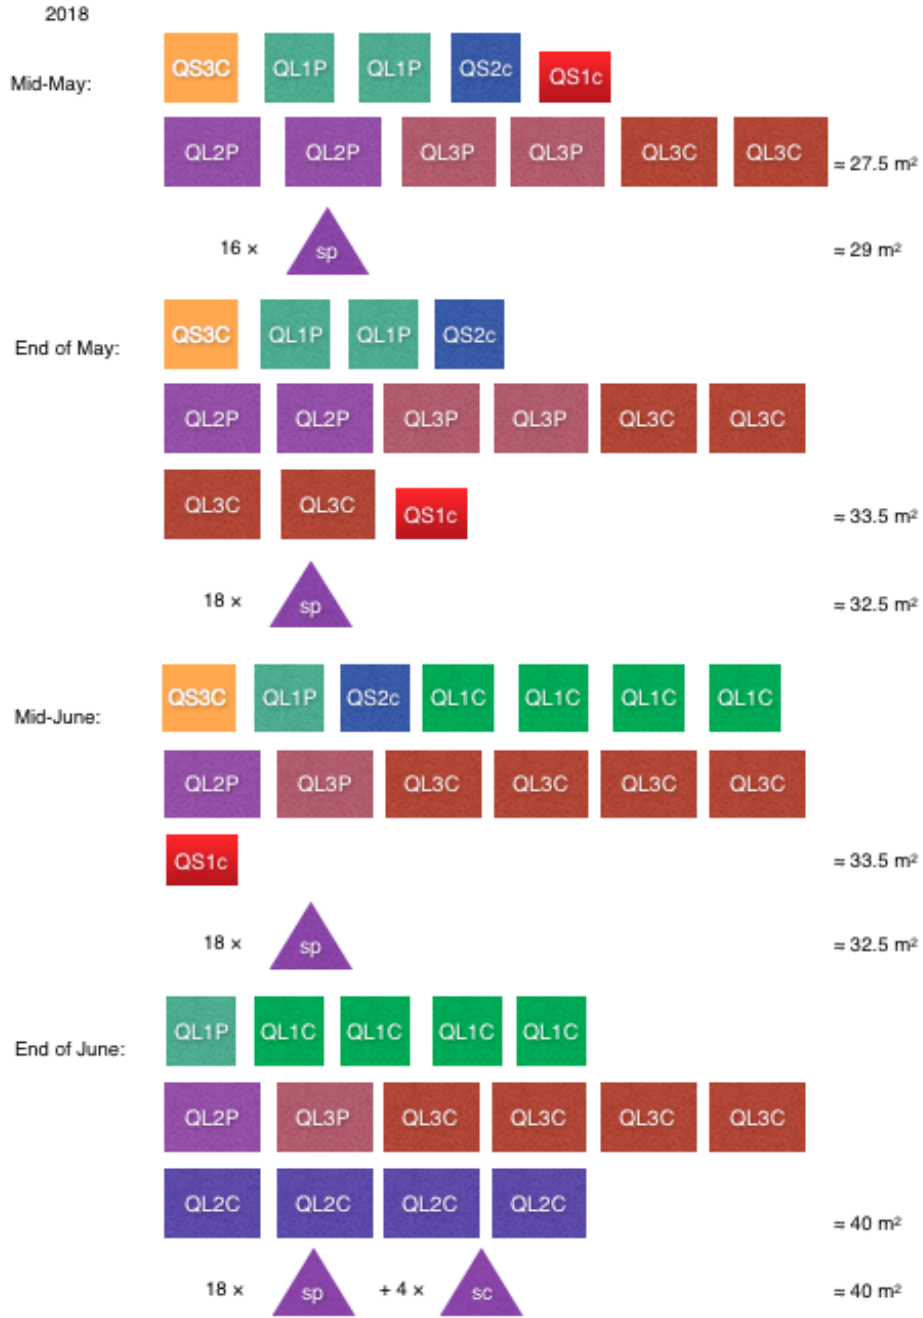 2018
Mid-May:
QS3C QL1P QL1P QS2c QS1c
QL2P QL2P QL3P QL3P QL3C QL3C ≈ 27.5 m²
16 × sp ≈ 29 m²
End of May:
QS3C QL1P QL1P QS2c
QL2P QL2P QL3P QL3P QL3C QL3C
QL3C QL3C QS1c ≈ 33.5 m²
18 × sp ≈ 32.5 m²
Mid-June:
QS3C QL1P QS2c QL1C QL1C QL1C QL1C
QL2P QL3P QL3C QL3C QL3C QL3C
QS1c ≈ 33.5 m²
18 × sp ≈ 32.5 m²
End of June:
QL1P QL1C QL1C QL1C QL1C
QL2P QL3P QL3C QL3C QL3C QL3C
QL2C QL2C QL2C QL2C ≈ 40 m²
18 × sp + 4 × sc ≈ 40 m²